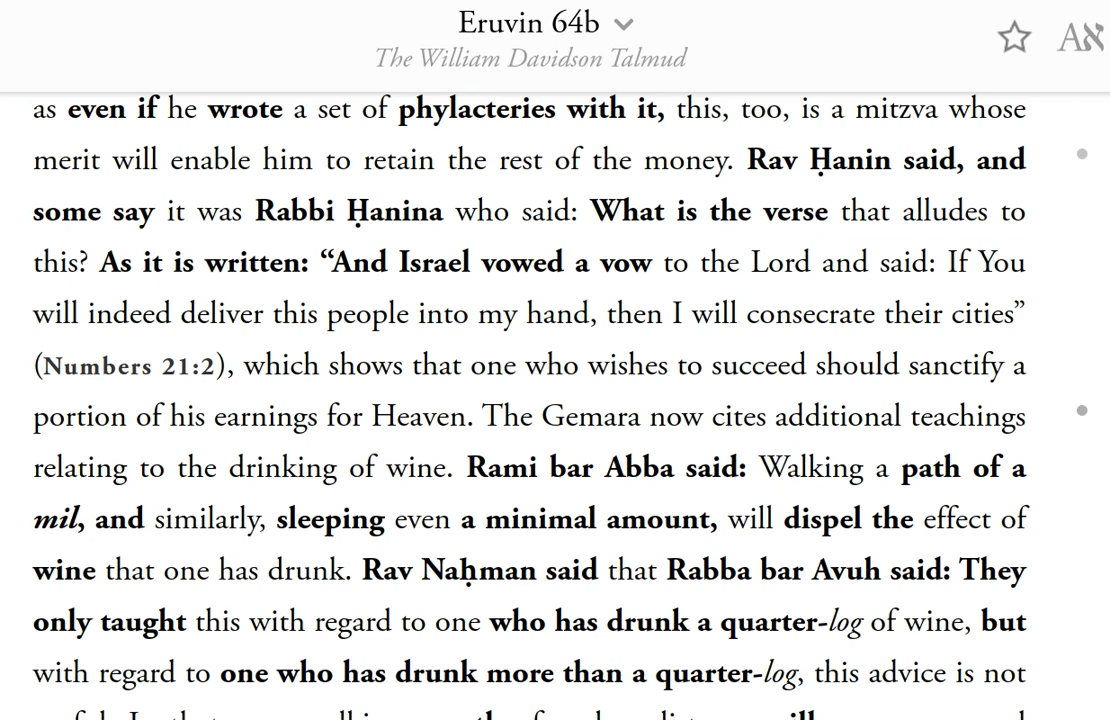 Eruvin 64b
The William Davidson Talmud
Aא
as even if he wrote a set of phylacteries with it, this, too, is a mitzva whose
merit will enable him to retain the rest of the money. Rav Ḥanin said, and
some say it was Rabbi Ḥanina who said: What is the verse that alludes to
this? As it is written: “And Israel vowed a vow to the Lord and said: If You
will indeed deliver this people into my hand, then I will consecrate their cities”
(Numbers 21:2), which shows that one who wishes to succeed should sanctify a
portion of his earnings for Heaven. The Gemara now cites additional teachings
relating to the drinking of wine. Rami bar Abba said: Walking a path of a
mil, and similarly, sleeping even a minimal amount, will dispel the effect of
wine that one has drunk. Rav Naḥman said that Rabba bar Avuh said: They
only taught this with regard to one who has drunk a quarter-log of wine, but
with regard to one who has drunk more than a quarter-log, this advice is not